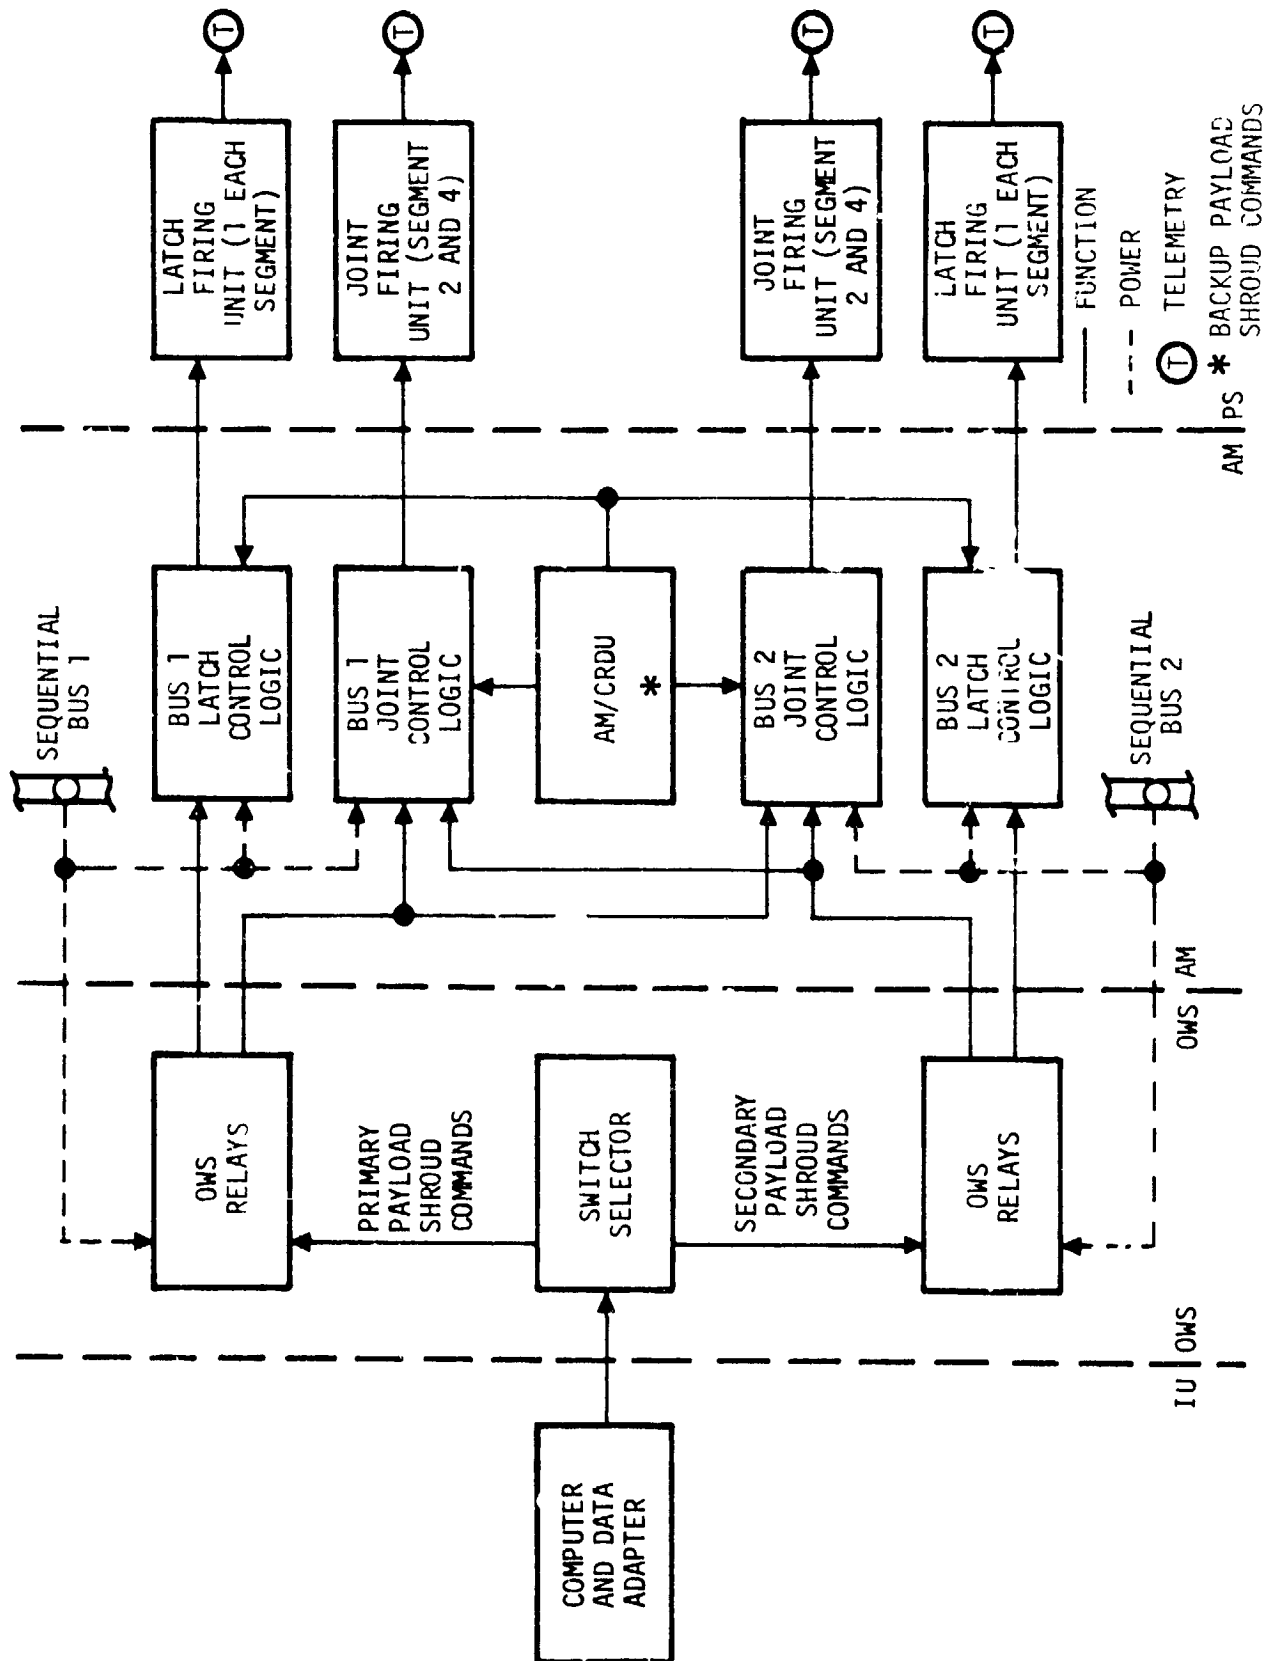 COMPUTER
AND DATA
ADAPTER
IU
OWS
OWS
RELAYS
PRIMARY
PAYLOAD
SHROUD
COMMANDS
SWITCH
SELECTOR
SECONDARY
PAYLOAD
SHROUD
COMMANDS
OWS
RELAYS
OWS
AM
SEQUENTIAL
BUS 1
BUS 1
LATCH
CONTROL
LOGIC
BUS 1
JOINT
CONTROL
LOGIC
AM/CRDU
*
BUS 2
JOINT
CONTROL
LOGIC
BUS 2
LATCH
CONTROL
LOGIC
SEQUENTIAL
BUS 2
AM
PS
LATCH
FIRING
UNIT (1 EACH
SEGMENT)
T
JOINT
FIRING
UNIT (SEGMENT
2 AND 4)
T
JOINT
FIRING
UNIT (SEGMENT
2 AND 4)
T
LATCH
FIRING
UNIT (1 EACH
SEGMENT)
T
FUNCTION
POWER
T TELEMETRY
* BACKUP PAYLOAD
SHROUD COMMANDS